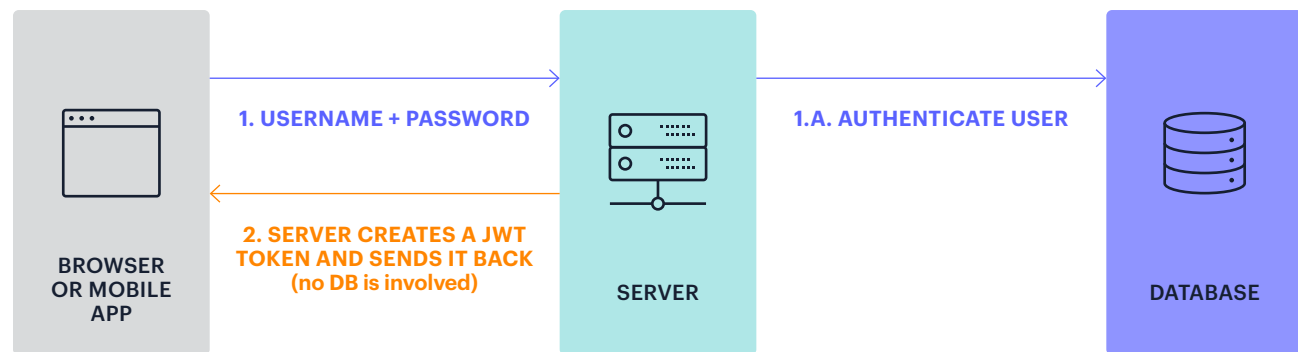 1. USERNAME + PASSWORD
1.A. AUTHENTICATE USER
2. SERVER CREATES A JWT
TOKEN AND SENDS IT BACK
(no DB is involved)
BROWSER
OR MOBILE
APP
SERVER
DATABASE